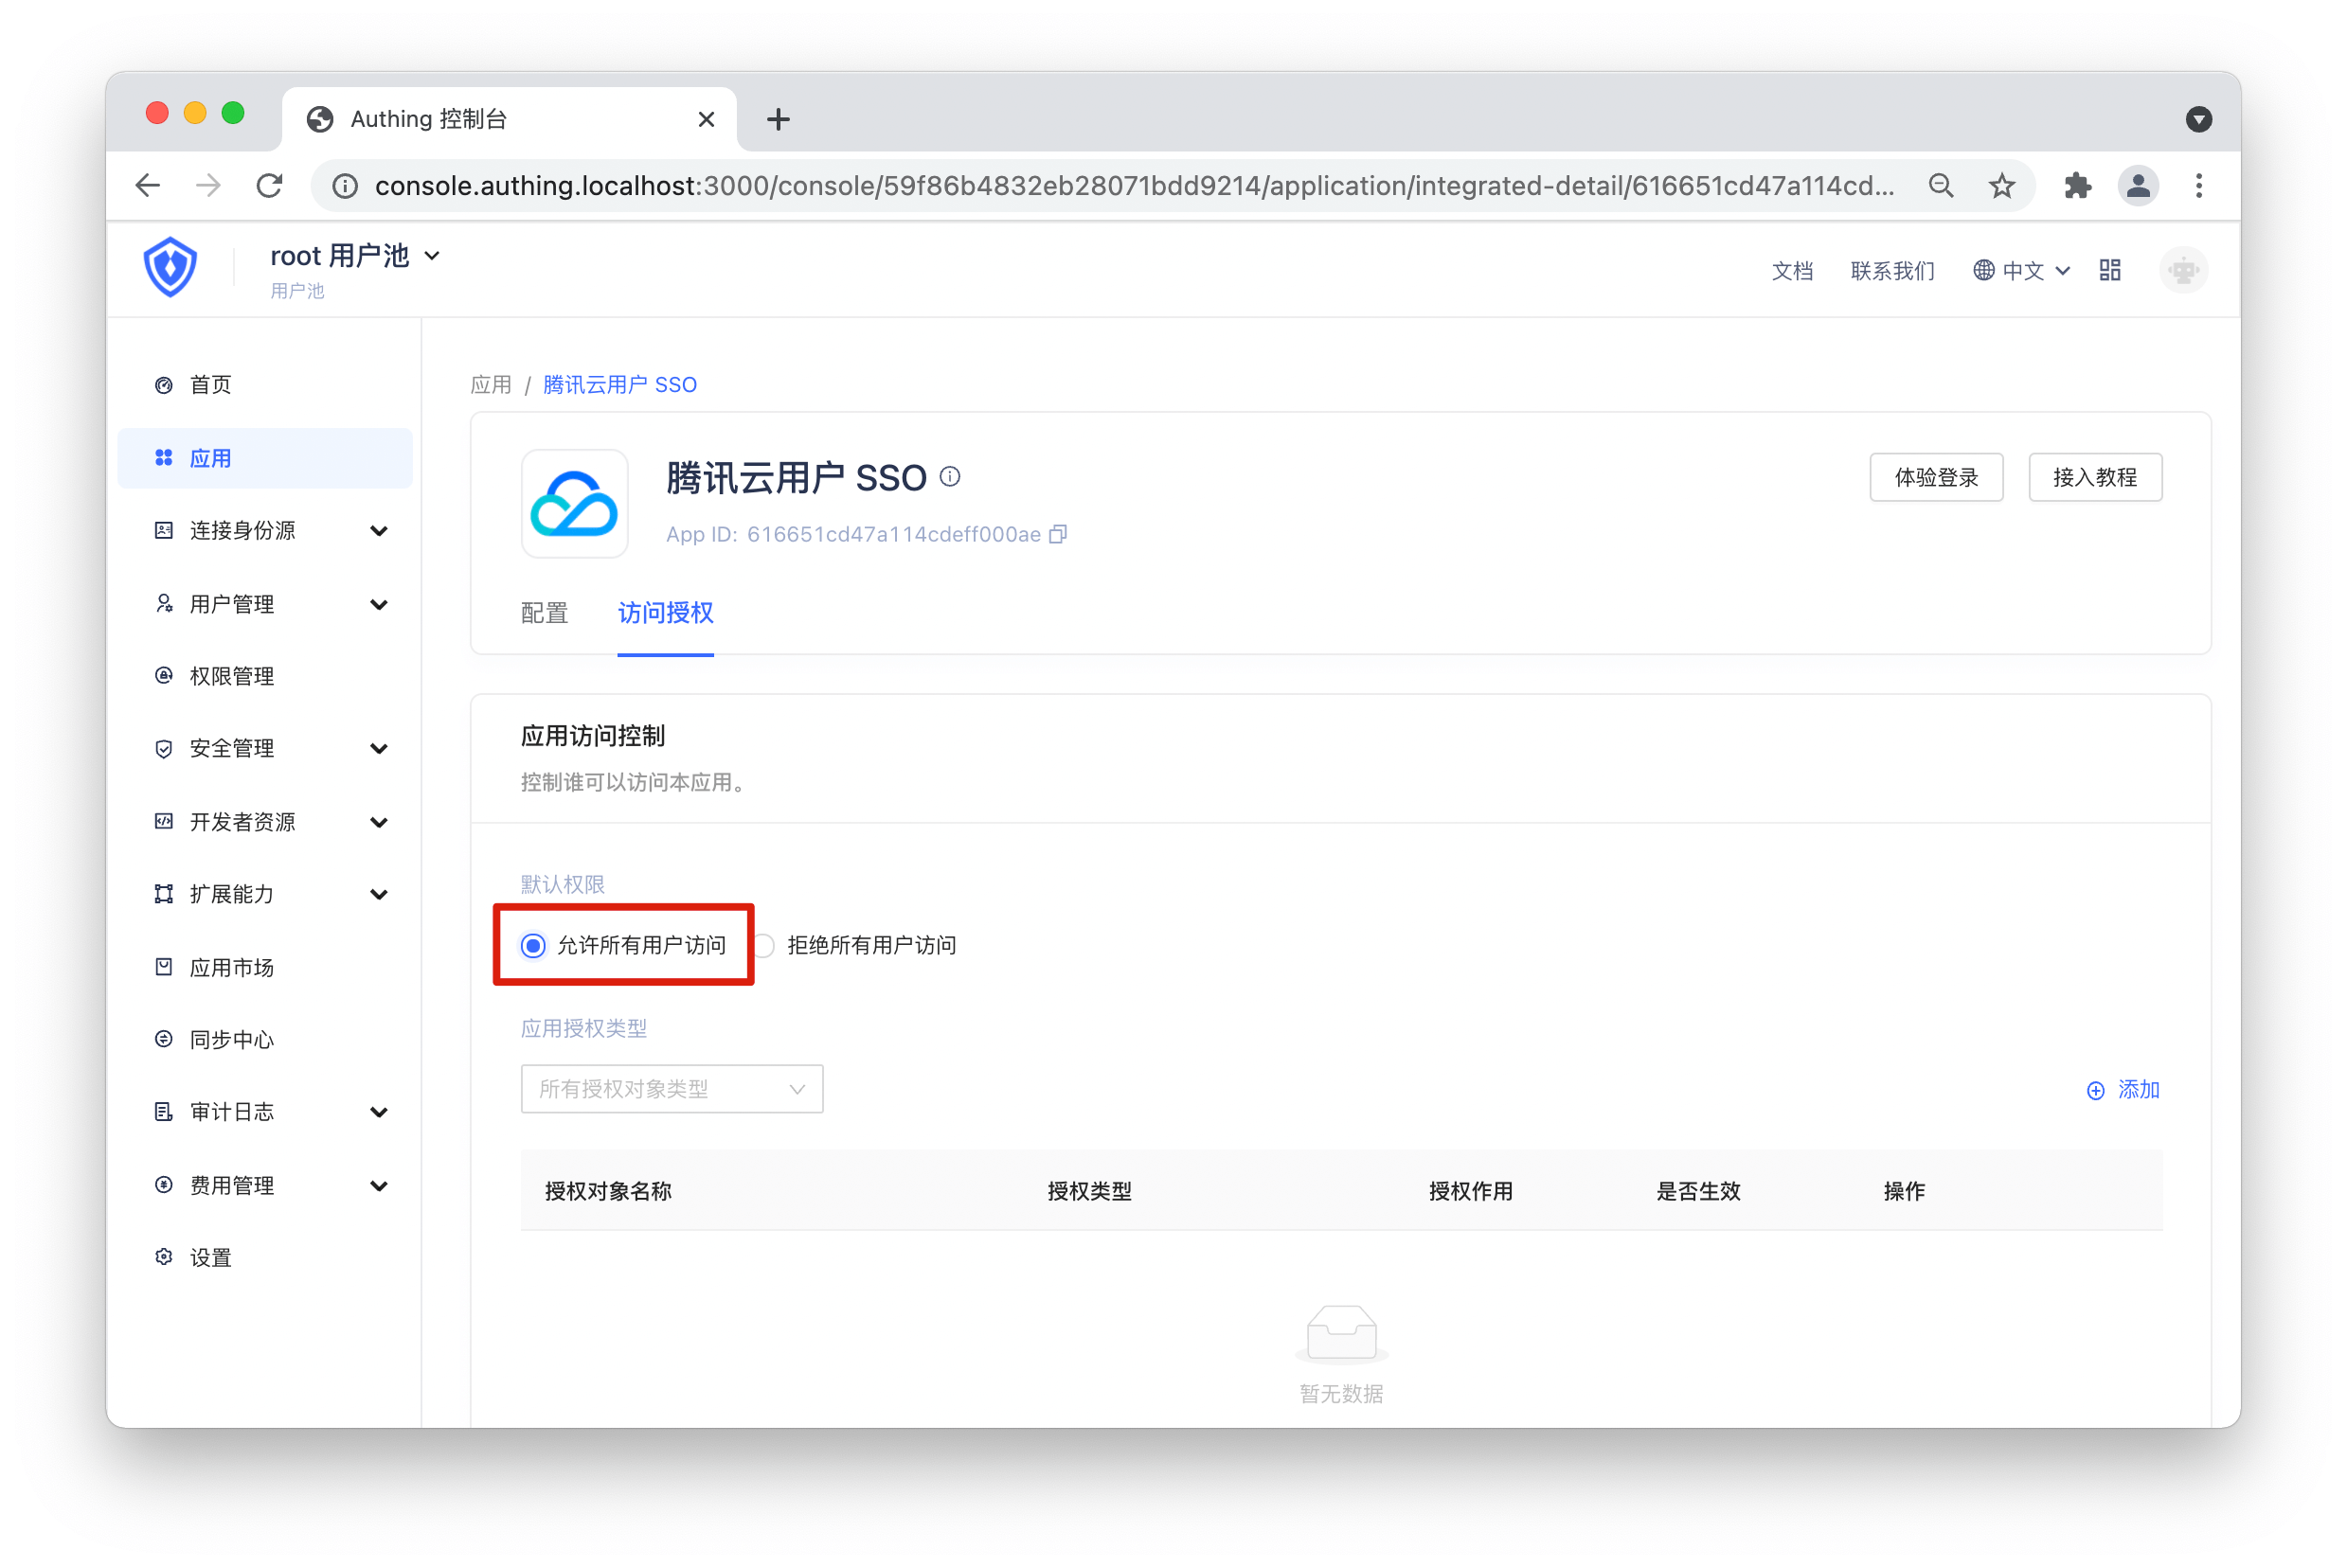 Authing 控制台
console.authing.localhost:3000/console/59f86b4832eb28071bdd9214/application/integrated-detail/616651cd47a114cd...
root 用户池
用户池
文档 联系我们 中文
首页
应用
连接身份源
用户管理
权限管理
安全管理
开发者资源
扩展能力
应用市场
同步中心
审计日志
费用管理
设置
应用 / 腾讯云用户 SSO
腾讯云用户 SSO
体验登录 接入教程
App ID: 616651cd47a114cdeff000ae
配置 访问授权
应用访问控制
控制谁可以访问本应用。
默认权限
允许所有用户访问 拒绝所有用户访问
应用授权类型
所有授权对象类型
添加
授权对象名称 授权类型 授权作用 是否生效 操作
暂无数据